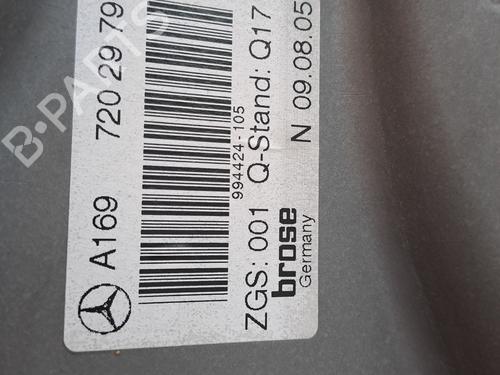 A169 720 29 79
994424-105
ZGS: 001 Q-Stand: Q17
brose N 09.08.05
Germany
B-PARTS